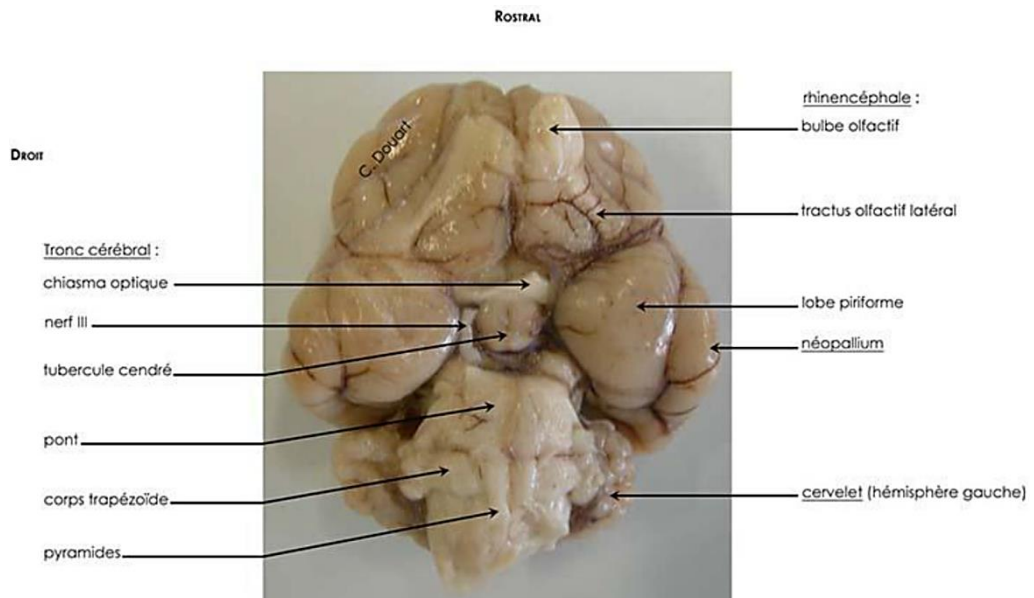 ROSTRAL
DROIT
C. Douart
Tronc cérébral :
chiasma optique
nerf III
tubercule cendré
pont
corps trapézoïde
pyramides
rhinencéphale :
bulbe olfactif
tractus olfactif latéral
lobe piriforme
néopallium
cervelet (hémisphère gauche)